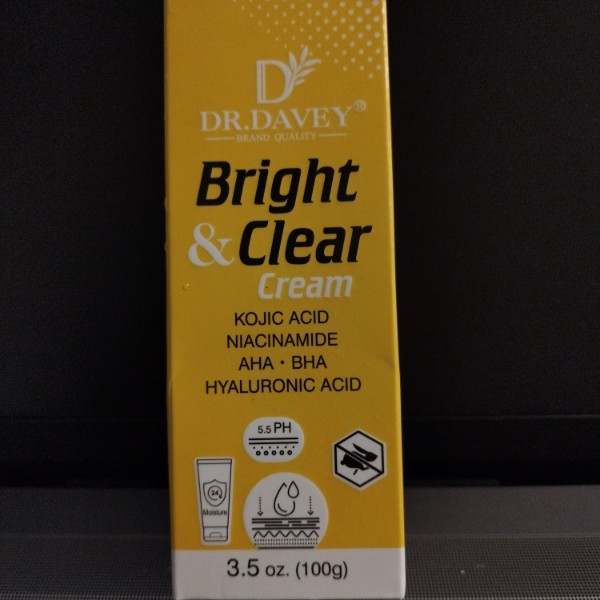 DR.DAVEY®
BRAND QUALITY
Bright
& Clear
Cream
KOJIC ACID
NIACINAMIDE
AHA • BHA
HYALURONIC ACID
5.5 PH
24
Moisture
3.5 oz. (100g)